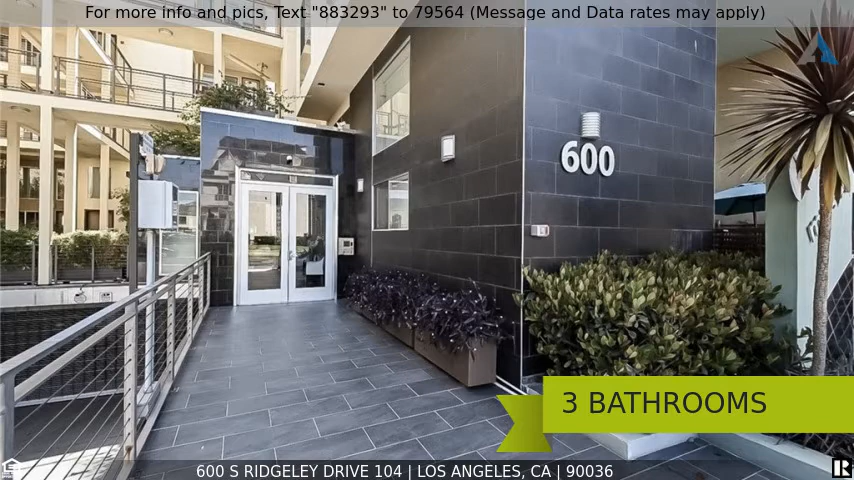 For more info and pics, Text "883293" to 79564 (Message and Data rates may apply)
600
3 BATHROOMS
600 S RIDGELEY DRIVE 104 | LOS ANGELES, CA | 90036